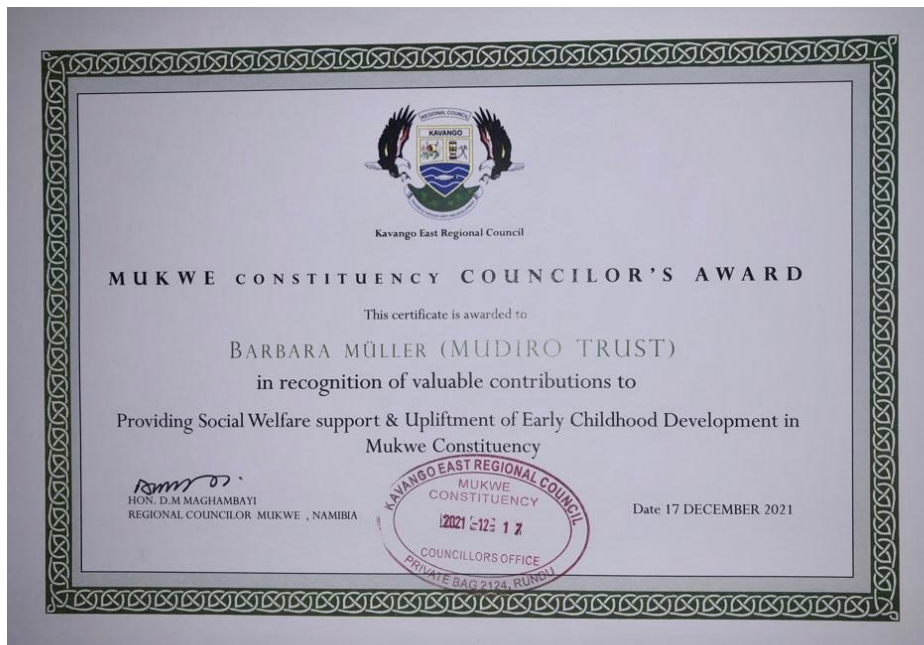 REGIONAL COUNCIL
KAVANGO
Kavango East Regional Council
MUKWE CONSTITUENCY COUNCILOR'S AWARD
This certificate is awarded to
BARBARA MÜLLER (MUDIRO TRUST)
in recognition of valuable contributions to
Providing Social Welfare support & Upliftment of Early Childhood Development in
Mukwe Constituency
HON. D.M MAGHAMBAYI
REGIONAL COUNCILOR MUKWE , NAMIBIA
KAVANGO EAST REGIONAL COUNCIL
MUKWE
CONSTITUENCY
2021 -12- 17
COUNCILLORS OFFICE
PRIVATE BAG 2124, RUNDU
Date 17 DECEMBER 2021